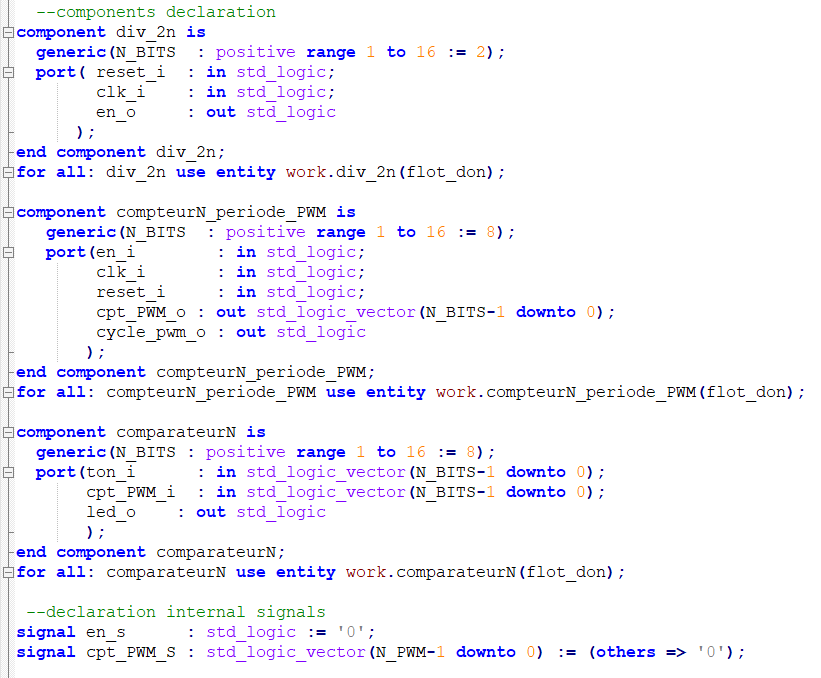 --components declaration
component div_2n is
generic(N_BITS : positive range 1 to 16 := 2);
port( reset_i : in std_logic;
clk_i : in std_logic;
en_o : out std_logic
);
end component div_2n;
for all: div_2n use entity work.div_2n(flot_don);
component compteurN_periode_PWM is
generic(N_BITS : positive range 1 to 16 := 8);
port(en_i : in std_logic;
clk_i : in std_logic;
reset_i : in std_logic;
cpt_PWM_o : out std_logic_vector(N_BITS-1 downto 0);
cycle_pwm_o : out std_logic
);
end component compteurN_periode_PWM;
for all: compteurN_periode_PWM use entity work.compteurN_periode_PWM(flot_don);
component comparateurN is
generic(N_BITS : positive range 1 to 16 := 8);
port(ton_i : in std_logic_vector(N_BITS-1 downto 0);
cpt_PWM_i : in std_logic_vector(N_BITS-1 downto 0);
led_o : out std_logic
);
end component comparateurN;
for all: comparateurN use entity work.comparateurN(flot_don);
--declaration internal signals
signal en_s : std_logic := '0';
signal cpt_PWM_S : std_logic_vector(N_PWM-1 downto 0) := (others => '0');